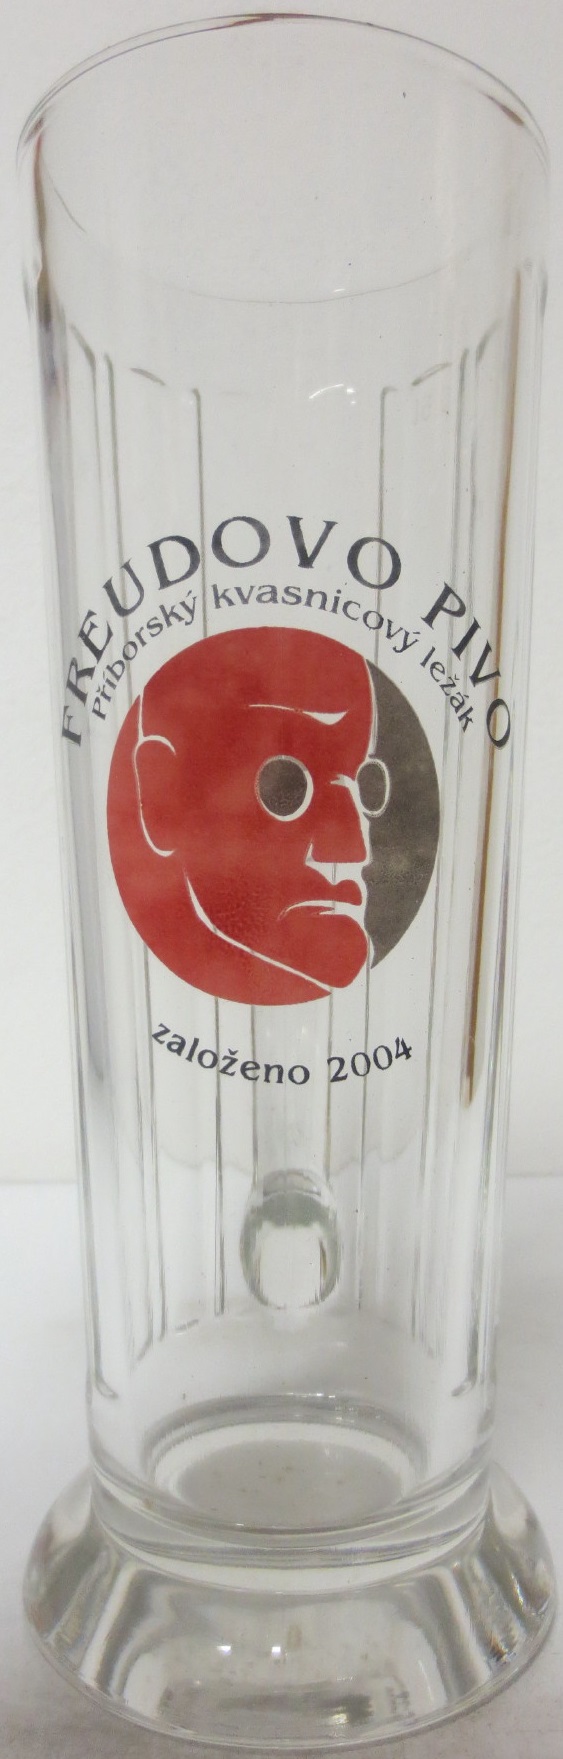 FREUDOVO PIVO
Příborský kvasnicový ležák
založeno 2004